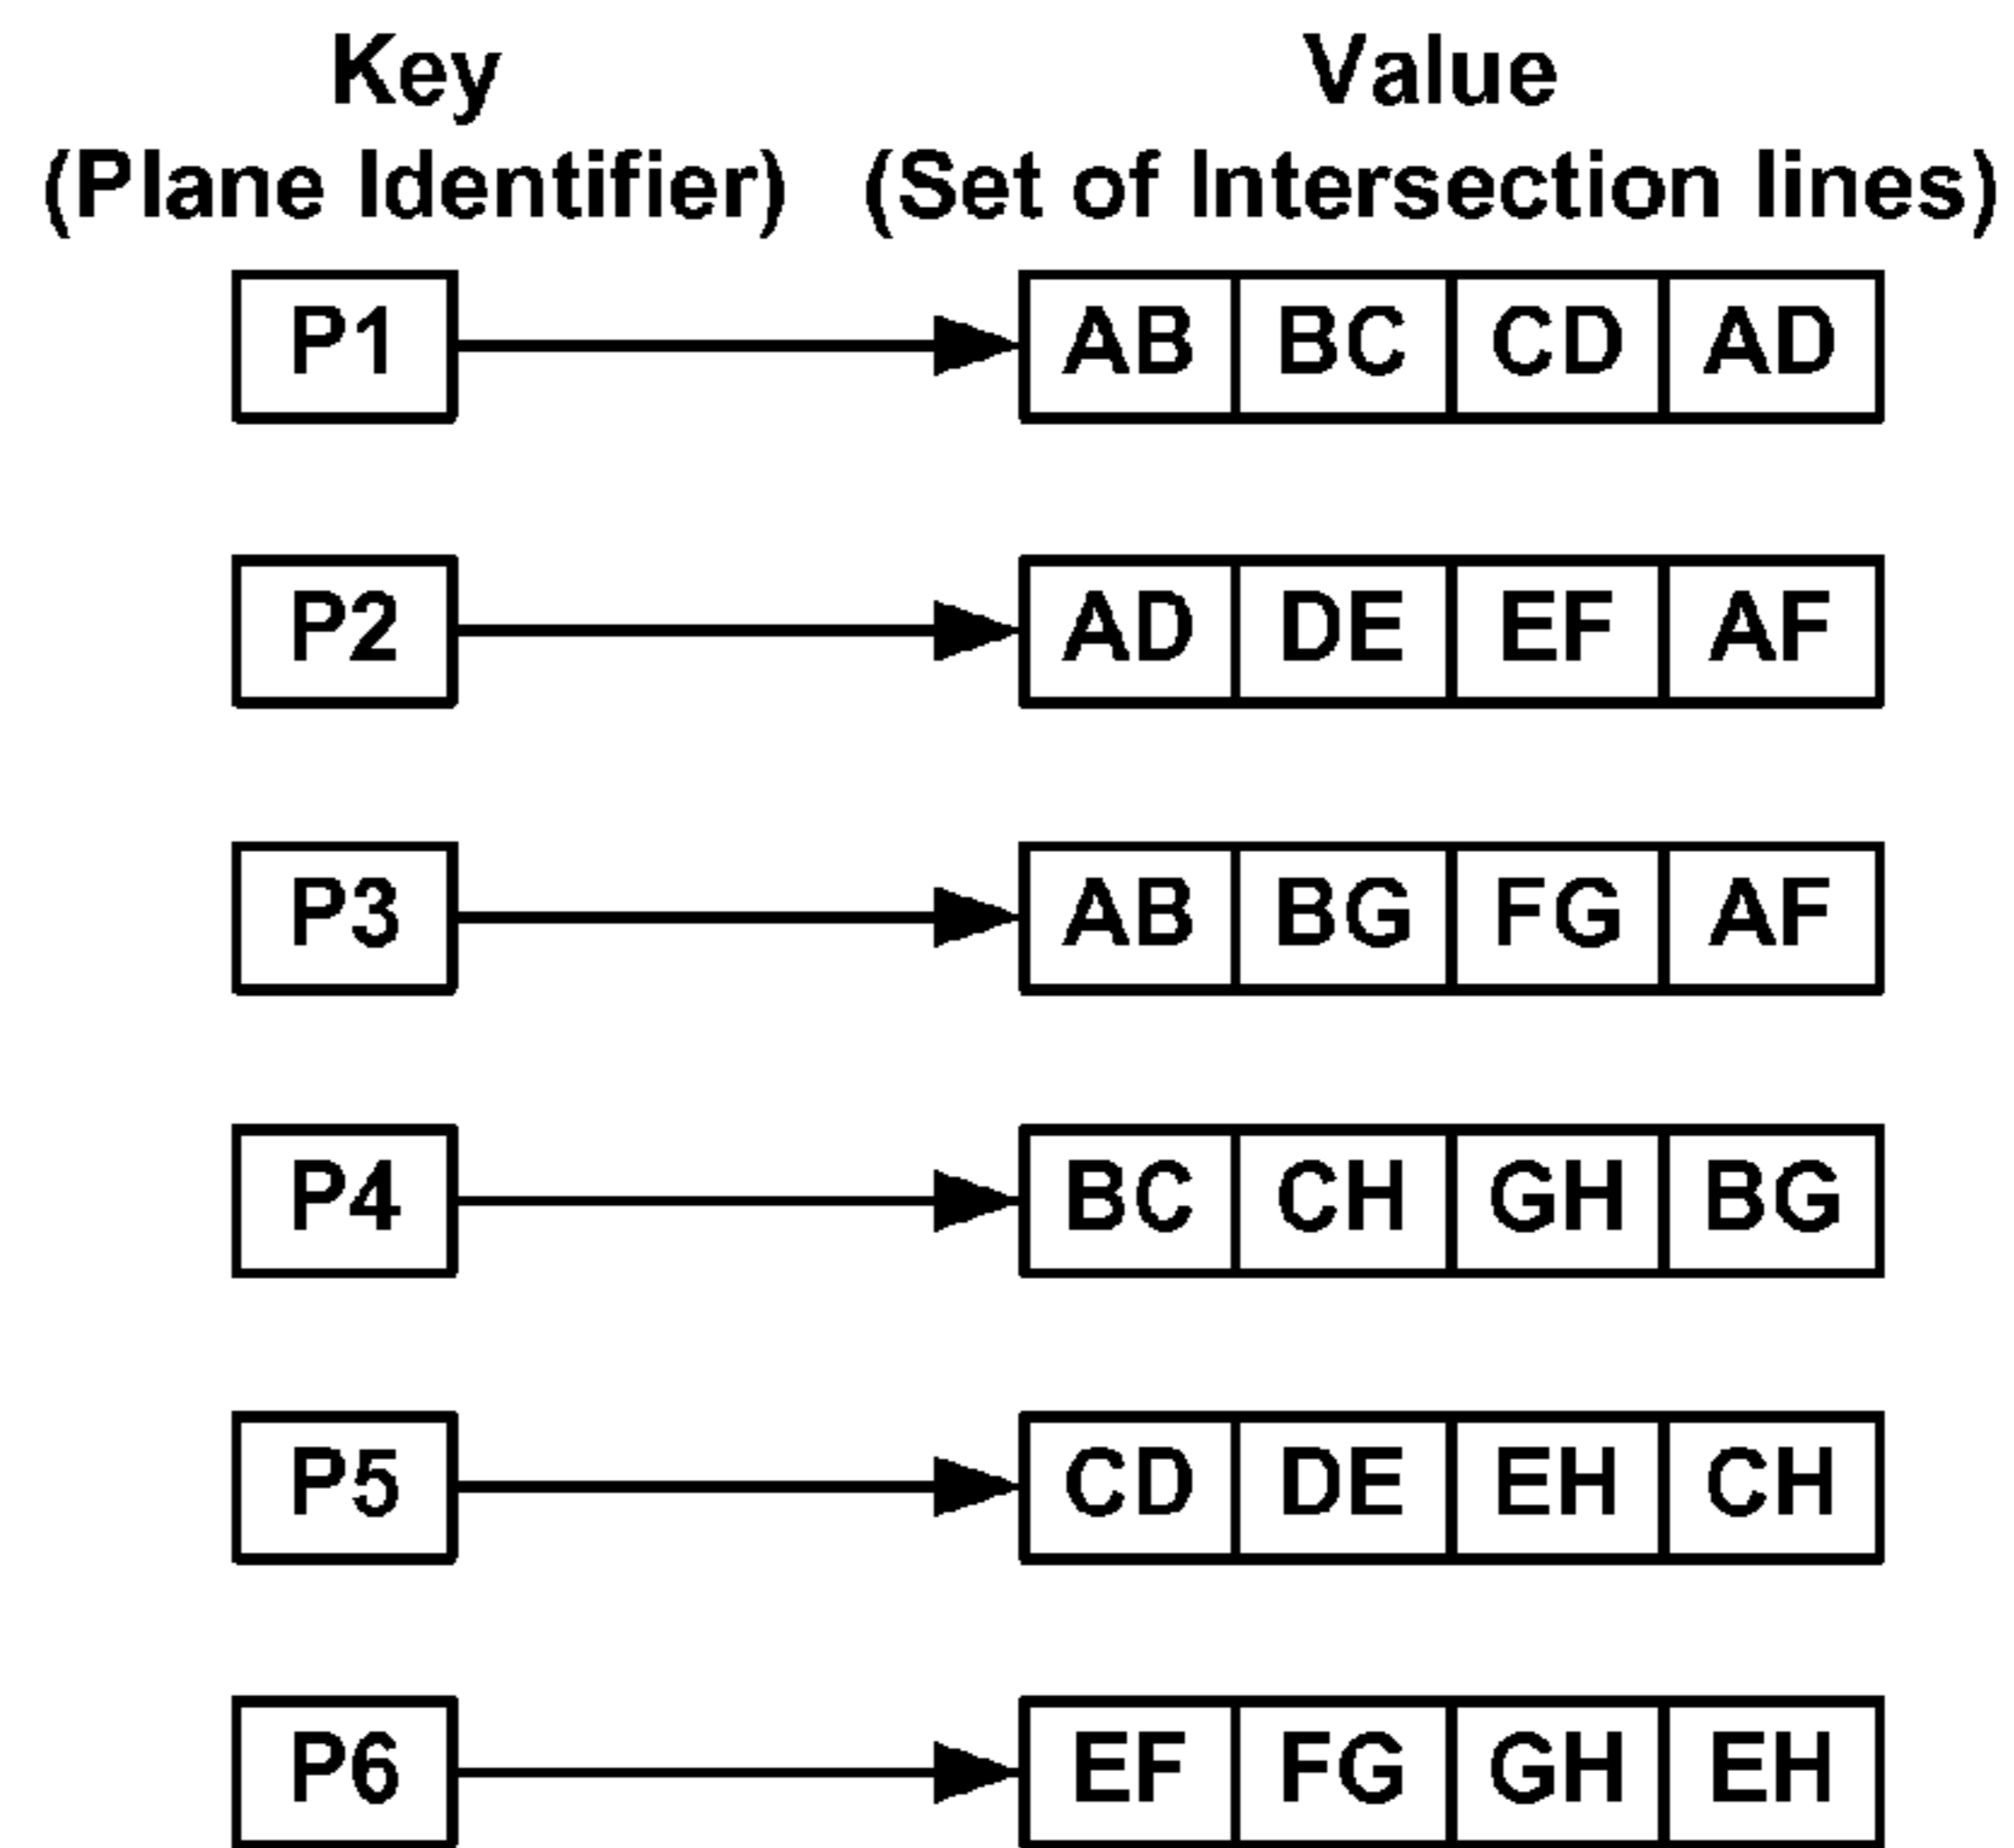 Key Value
(Plane Identifier) (Set of Intersection lines)
P1 AB BC CD AD
P2 AD DE EF AF
P3 AB BG FG AF
P4 BC CH GH BG
P5 CD DE EH CH
P6 EF FG GH EH